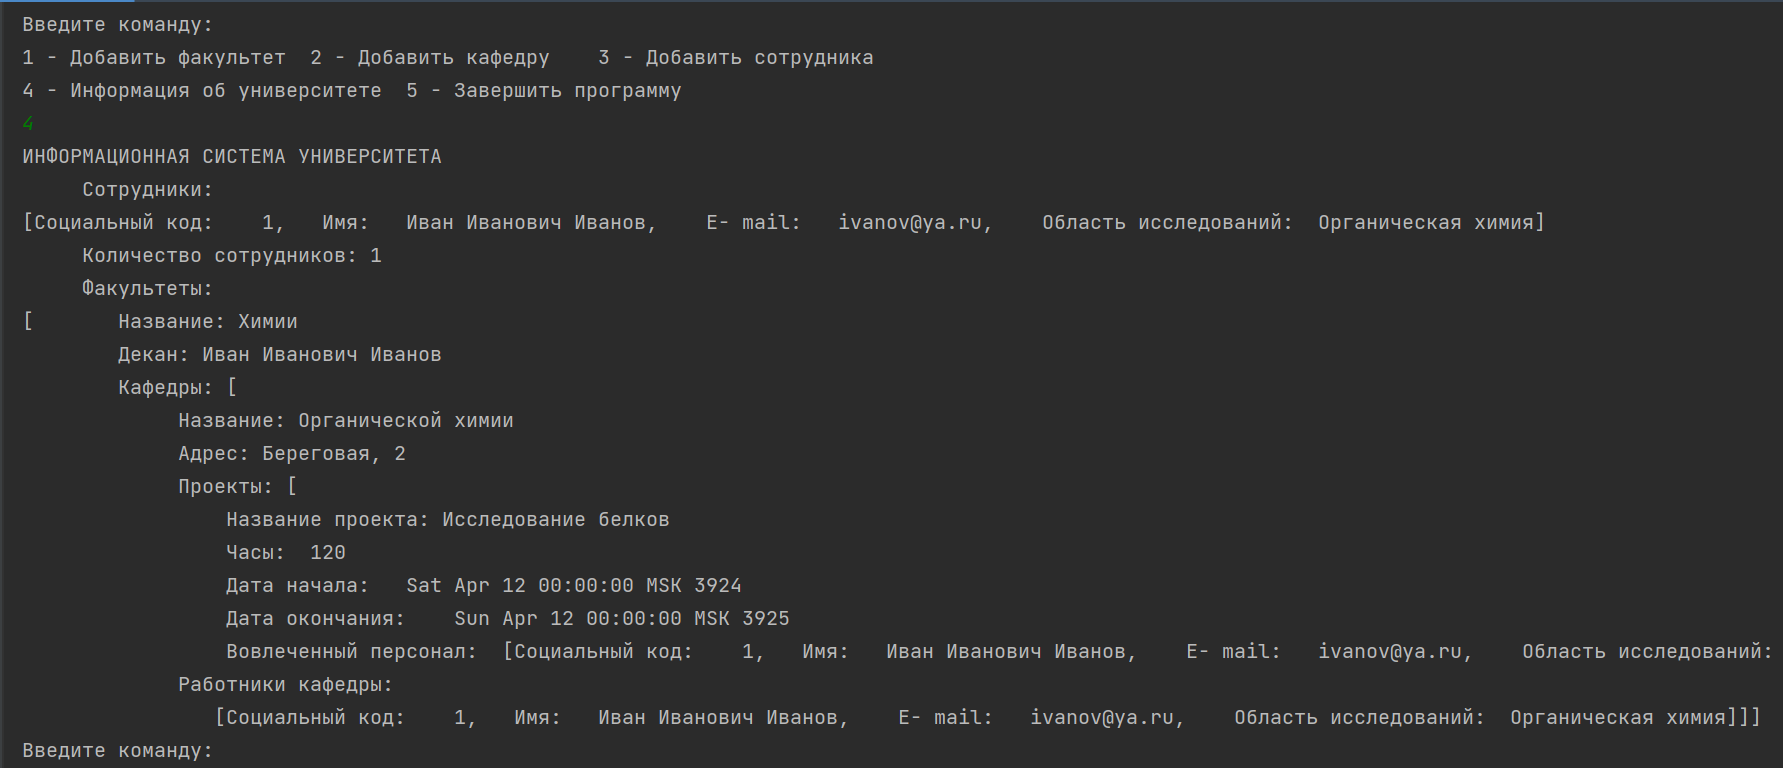 Введите команду:
1 - Добавить факультет  2 - Добавить кафедру    3 - Добавить сотрудника
4 - Информация об университете  5 - Завершить программу
4
ИНФОРМАЦИОННАЯ СИСТЕМА УНИВЕРСИТЕТА
     Сотрудники:
[Социальный код:    1,   Имя:   Иван Иванович Иванов,    E- mail:   ivanov@ya.ru,    Область исследований:  Органическая химия]
     Количество сотрудников: 1
     Факультеты:
[       Название: Химии
        Декан: Иван Иванович Иванов
        Кафедры: [
             Название: Органической химии
             Адрес: Береговая, 2
             Проекты: [
                 Название проекта: Исследование белков
                 Часы:  120
                 Дата начала:   Sat Apr 12 00:00:00 MSK 3924
                 Дата окончания:    Sun Apr 12 00:00:00 MSK 3925
                 Вовлеченный персонал:  [Социальный код:    1,   Имя:   Иван Иванович Иванов,    E- mail:   ivanov@ya.ru,    Область исследований:
             Работники кафедры:
                [Социальный код:    1,   Имя:   Иван Иванович Иванов,    E- mail:   ivanov@ya.ru,    Область исследований:  Органическая химия]]]
Введите команду: